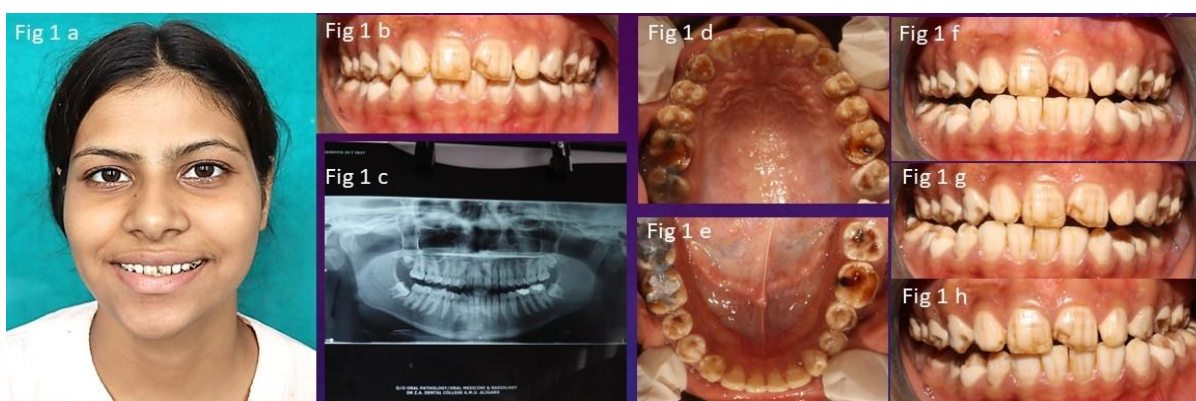 Fig 1 a
Fig 1 b
Fig 1 c
D/O ORAL PATHOLOGY/ORAL MEDICINE & RADIOLOGY
DR Z.A. DENTAL COLLEGE A.M.U. ALIGARH
Fig 1 d
Fig 1 e
Fig 1 f
Fig 1 g
Fig 1 h